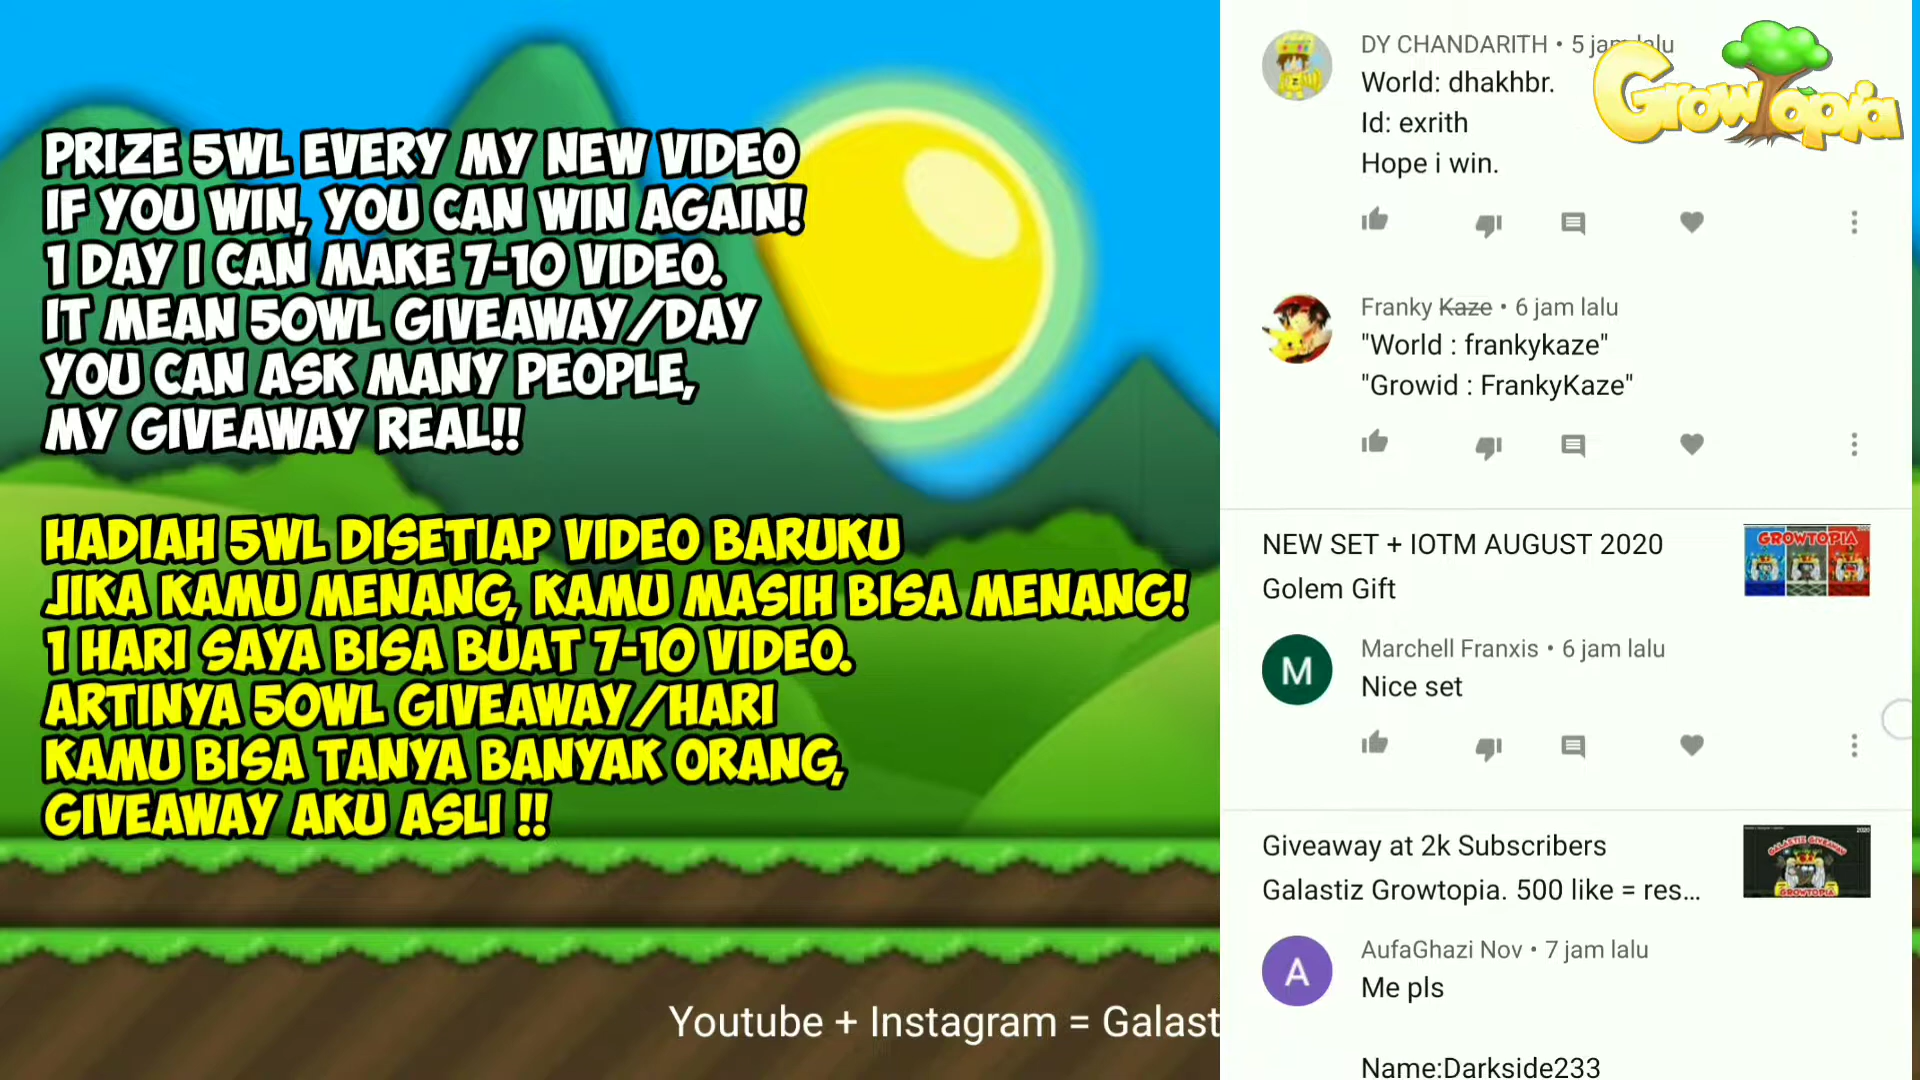 PRIZE 5WL EVERY MY NEW VIDEO
IF YOU WIN, YOU CAN WIN AGAIN!
1 DAY I CAN MAKE 7-10 VIDEO.
IT MEAN 50WL GIVEAWAY/DAY
YOU CAN ASK MANY PEOPLE,
MY GIVEAWAY REAL!!
HADIAH 5WL DISETIAP VIDEO BARUKU
JIKA KAMU MENANG, KAMU MASIH BISA MENANG!
1 HARI SAYA BISA BUAT 7-10 VIDEO.
ARTINYA 50WL GIVEAWAY/HARI
KAMU BISA TANYA BANYAK ORANG,
GIVEAWAY AKU ASLI !!
Youtube + Instagram = Galast
Growtopia
DY CHANDARITH • 5 jam lalu
World: dhakhbr.
Id: exrith
Hope i win.
Franky Kaze • 6 jam lalu
"World : frankykaze"
"Growid : FrankyKaze"
NEW SET + IOTM AUGUST 2020
Golem Gift
GROWTOPIA
M
Marchell Franxis • 6 jam lalu
Nice set
Giveaway at 2k Subscribers
Galastiz Growtopia. 500 like = res...
2020
GALASTIZ GIVEAWAY
GROWTOPIA
A
AufaGhazi Nov • 7 jam lalu
Me pls
Name:Darkside233